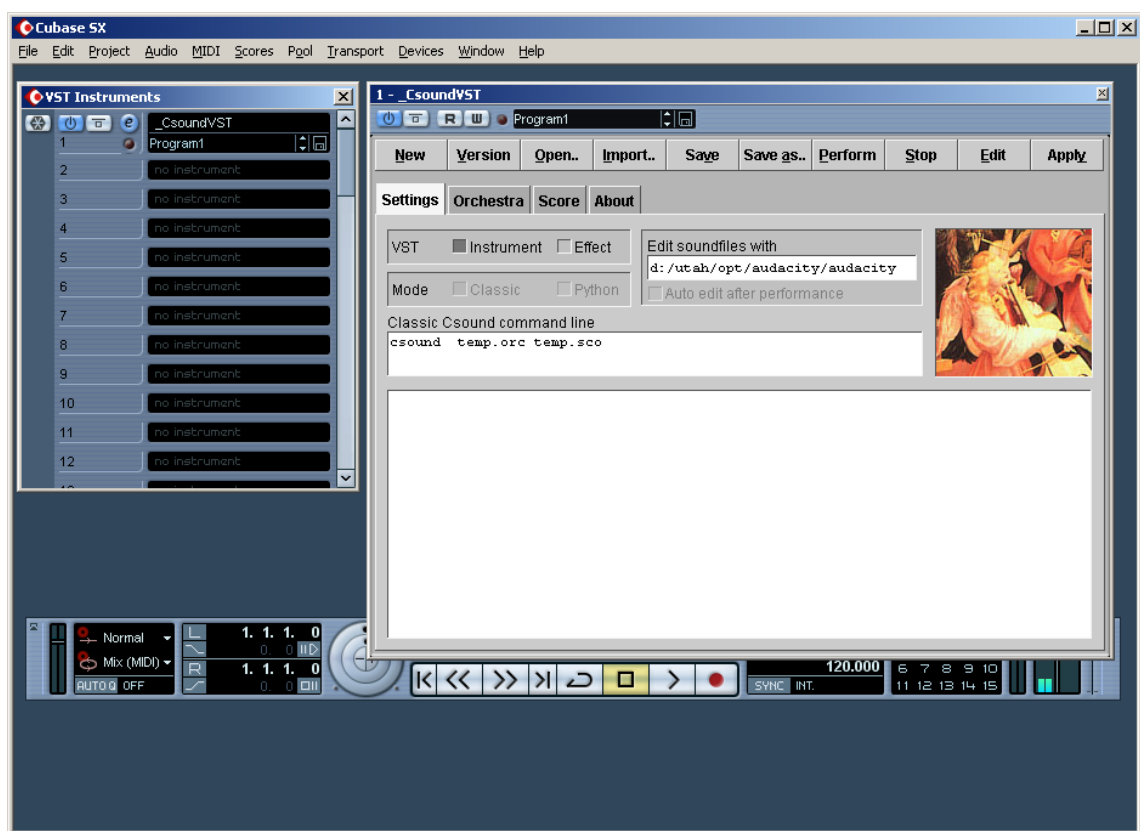 Cubase SX
File Edit Project Audio MIDI Scores Pool Transport Devices Window Help
VST Instruments
e _CsoundVST
1 Program1
2 no instrument
3 no instrument
4 no instrument
5 no instrument
6 no instrument
7 no instrument
8 no instrument
9 no instrument
10 no instrument
11 no instrument
12 no instrument
1 - _CsoundVST
R W Program1
New Version Open.. Import.. Save Save as.. Perform Stop Edit Apply
Settings Orchestra Score About
VST Instrument Effect
Mode Classic Python
Edit soundfiles with
d:/utah/opt/audacity/audacity
Auto edit after performance
Classic Csound command line
csound temp.orc temp.sco
Normal
Mix (MIDI)
AUTO Q OFF
L 1. 1. 1. 0
0. 0
R 1. 1. 1. 0
0. 0
120.000
SYNC INT.
6 7 8 9 10
11 12 13 14 15